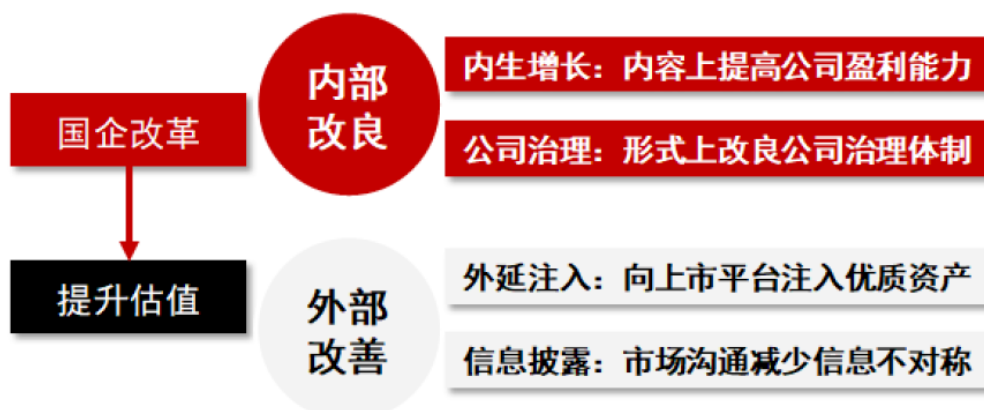 国企改革
提升估值
内部
改良
内生增长：内容上提高公司盈利能力
公司治理：形式上改良公司治理体制
外部
改善
外延注入：向上市平台注入优质资产
信息披露：市场沟通减少信息不对称